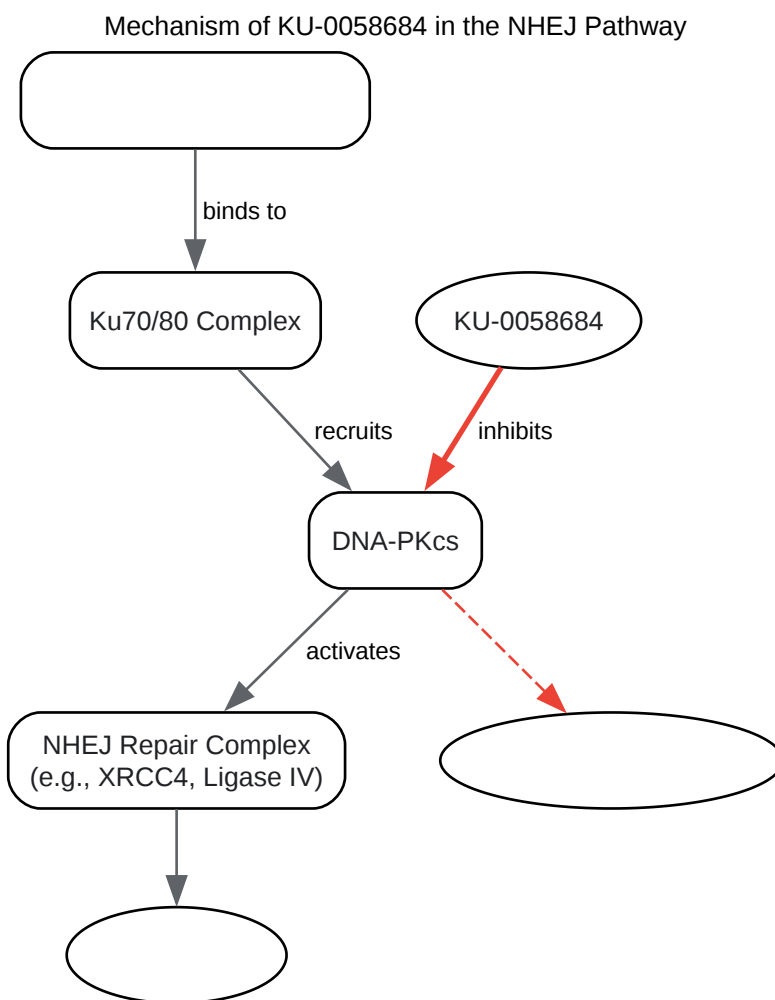 Mechanism of KU-0058684 in the NHEJ Pathway
binds to
Ku70/80 Complex
KU-0058684
recruits
inhibits
DNA-PKcs
activates
NHEJ Repair Complex
(e.g., XRCC4, Ligase IV)